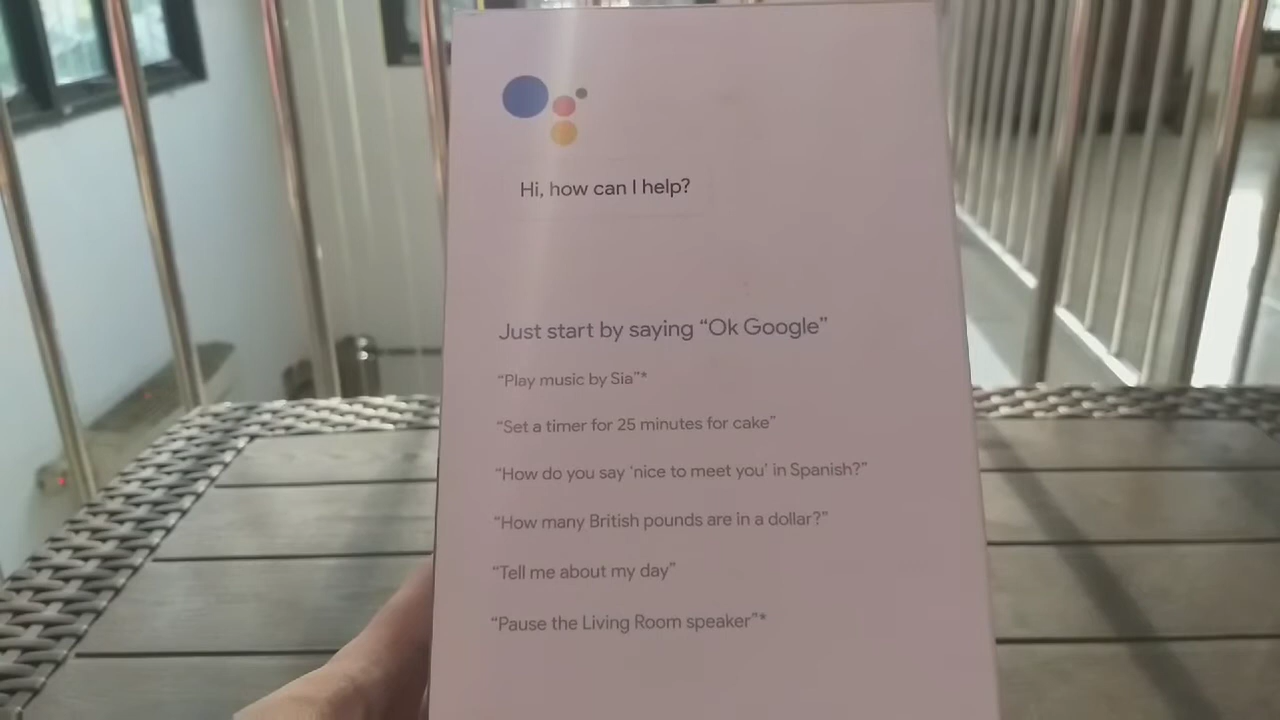 Hi, how can I help?
Just start by saying “Ok Google”
“Play music by Sia”*
“Set a timer for 25 minutes for cake”
“How do you say ‘nice to meet you’ in Spanish?”
“How many British pounds are in a dollar?”
“Tell me about my day”
“Pause the Living Room speaker”*